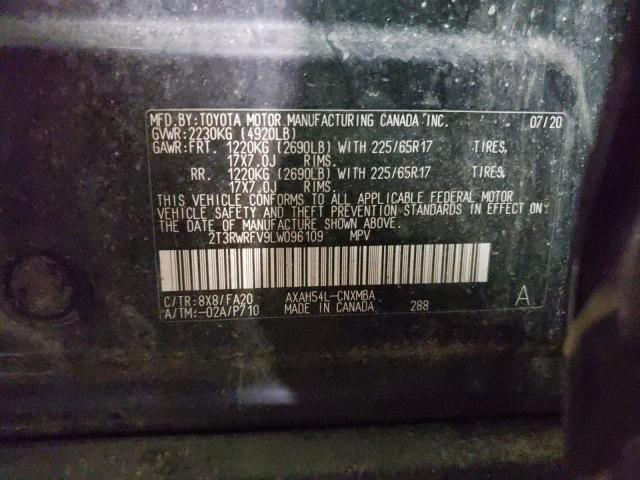 MFD.BY:TOYOTA MOTOR MANUFACTURING CANADA INC. 07/20
GVWR:2230KG (4920LB)
GAWR:FRT. 1220KG (2690LB) WITH 225/65R17 TIRES,
17X7.0J RIMS.
RR. 1220KG (2690LB) WITH 225/65R17 TIRES,
17X7.0J RIMS.
THIS VEHICLE CONFORMS TO ALL APPLICABLE FEDERAL MOTOR
VEHICLE SAFETY AND THEFT PREVENTION STANDARDS IN EFFECT ON
THE DATE OF MANUFACTURE SHOWN ABOVE.
2T3RWRFV9LW096109 MPV
C/TR:8X8/FA20 AXAH54L-CNXMBA A
A/TM:-02A/P710 MADE IN CANADA 288